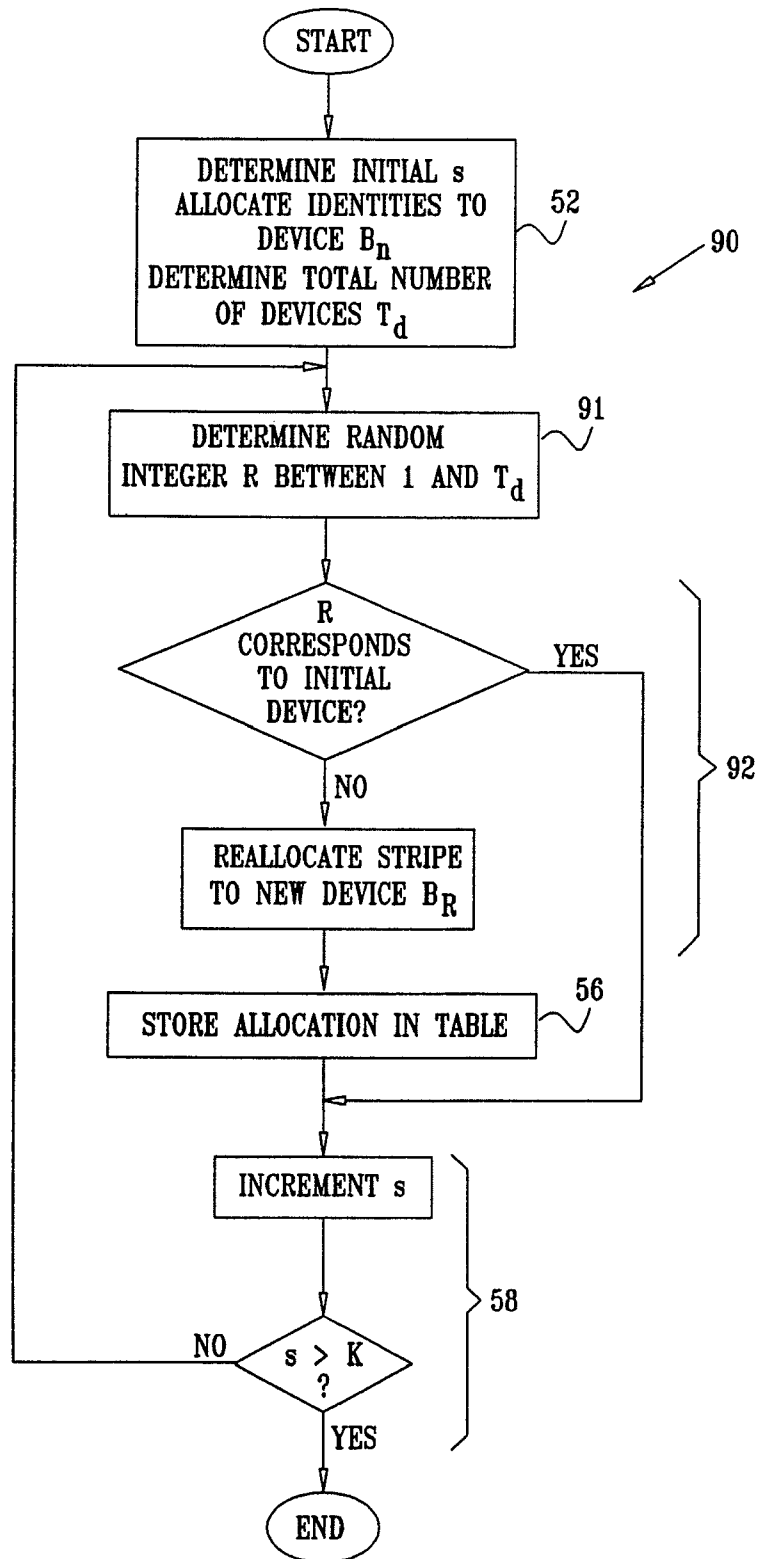 START
DETERMINE INITIAL s
ALLOCATE IDENTITIES TO
DEVICE Bn
DETERMINE TOTAL NUMBER
OF DEVICES Td
52
90
DETERMINE RANDOM
INTEGER R BETWEEN 1 AND Td
91
R
CORRESPONDS
TO INITIAL
DEVICE?
YES
NO
92
REALLOCATE STRIPE
TO NEW DEVICE BR
STORE ALLOCATION IN TABLE
56
INCREMENT s
58
s > K
?
NO
YES
END